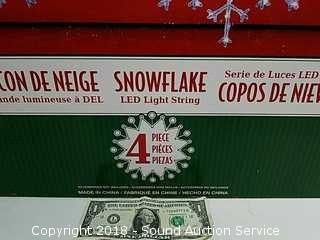 CON DE NEIGE
ande lumineuse à DEL
SNOWFLAKE
LED Light String
Serie de Luces LED
COPOS DE NIEV
4 PIECE
PIÈCES
PIEZAS
MADE IN CHINA / FABRIQUÉ EN CHINE / HECHO EN CHINA
Copyright 2018 - Sound Auction Service